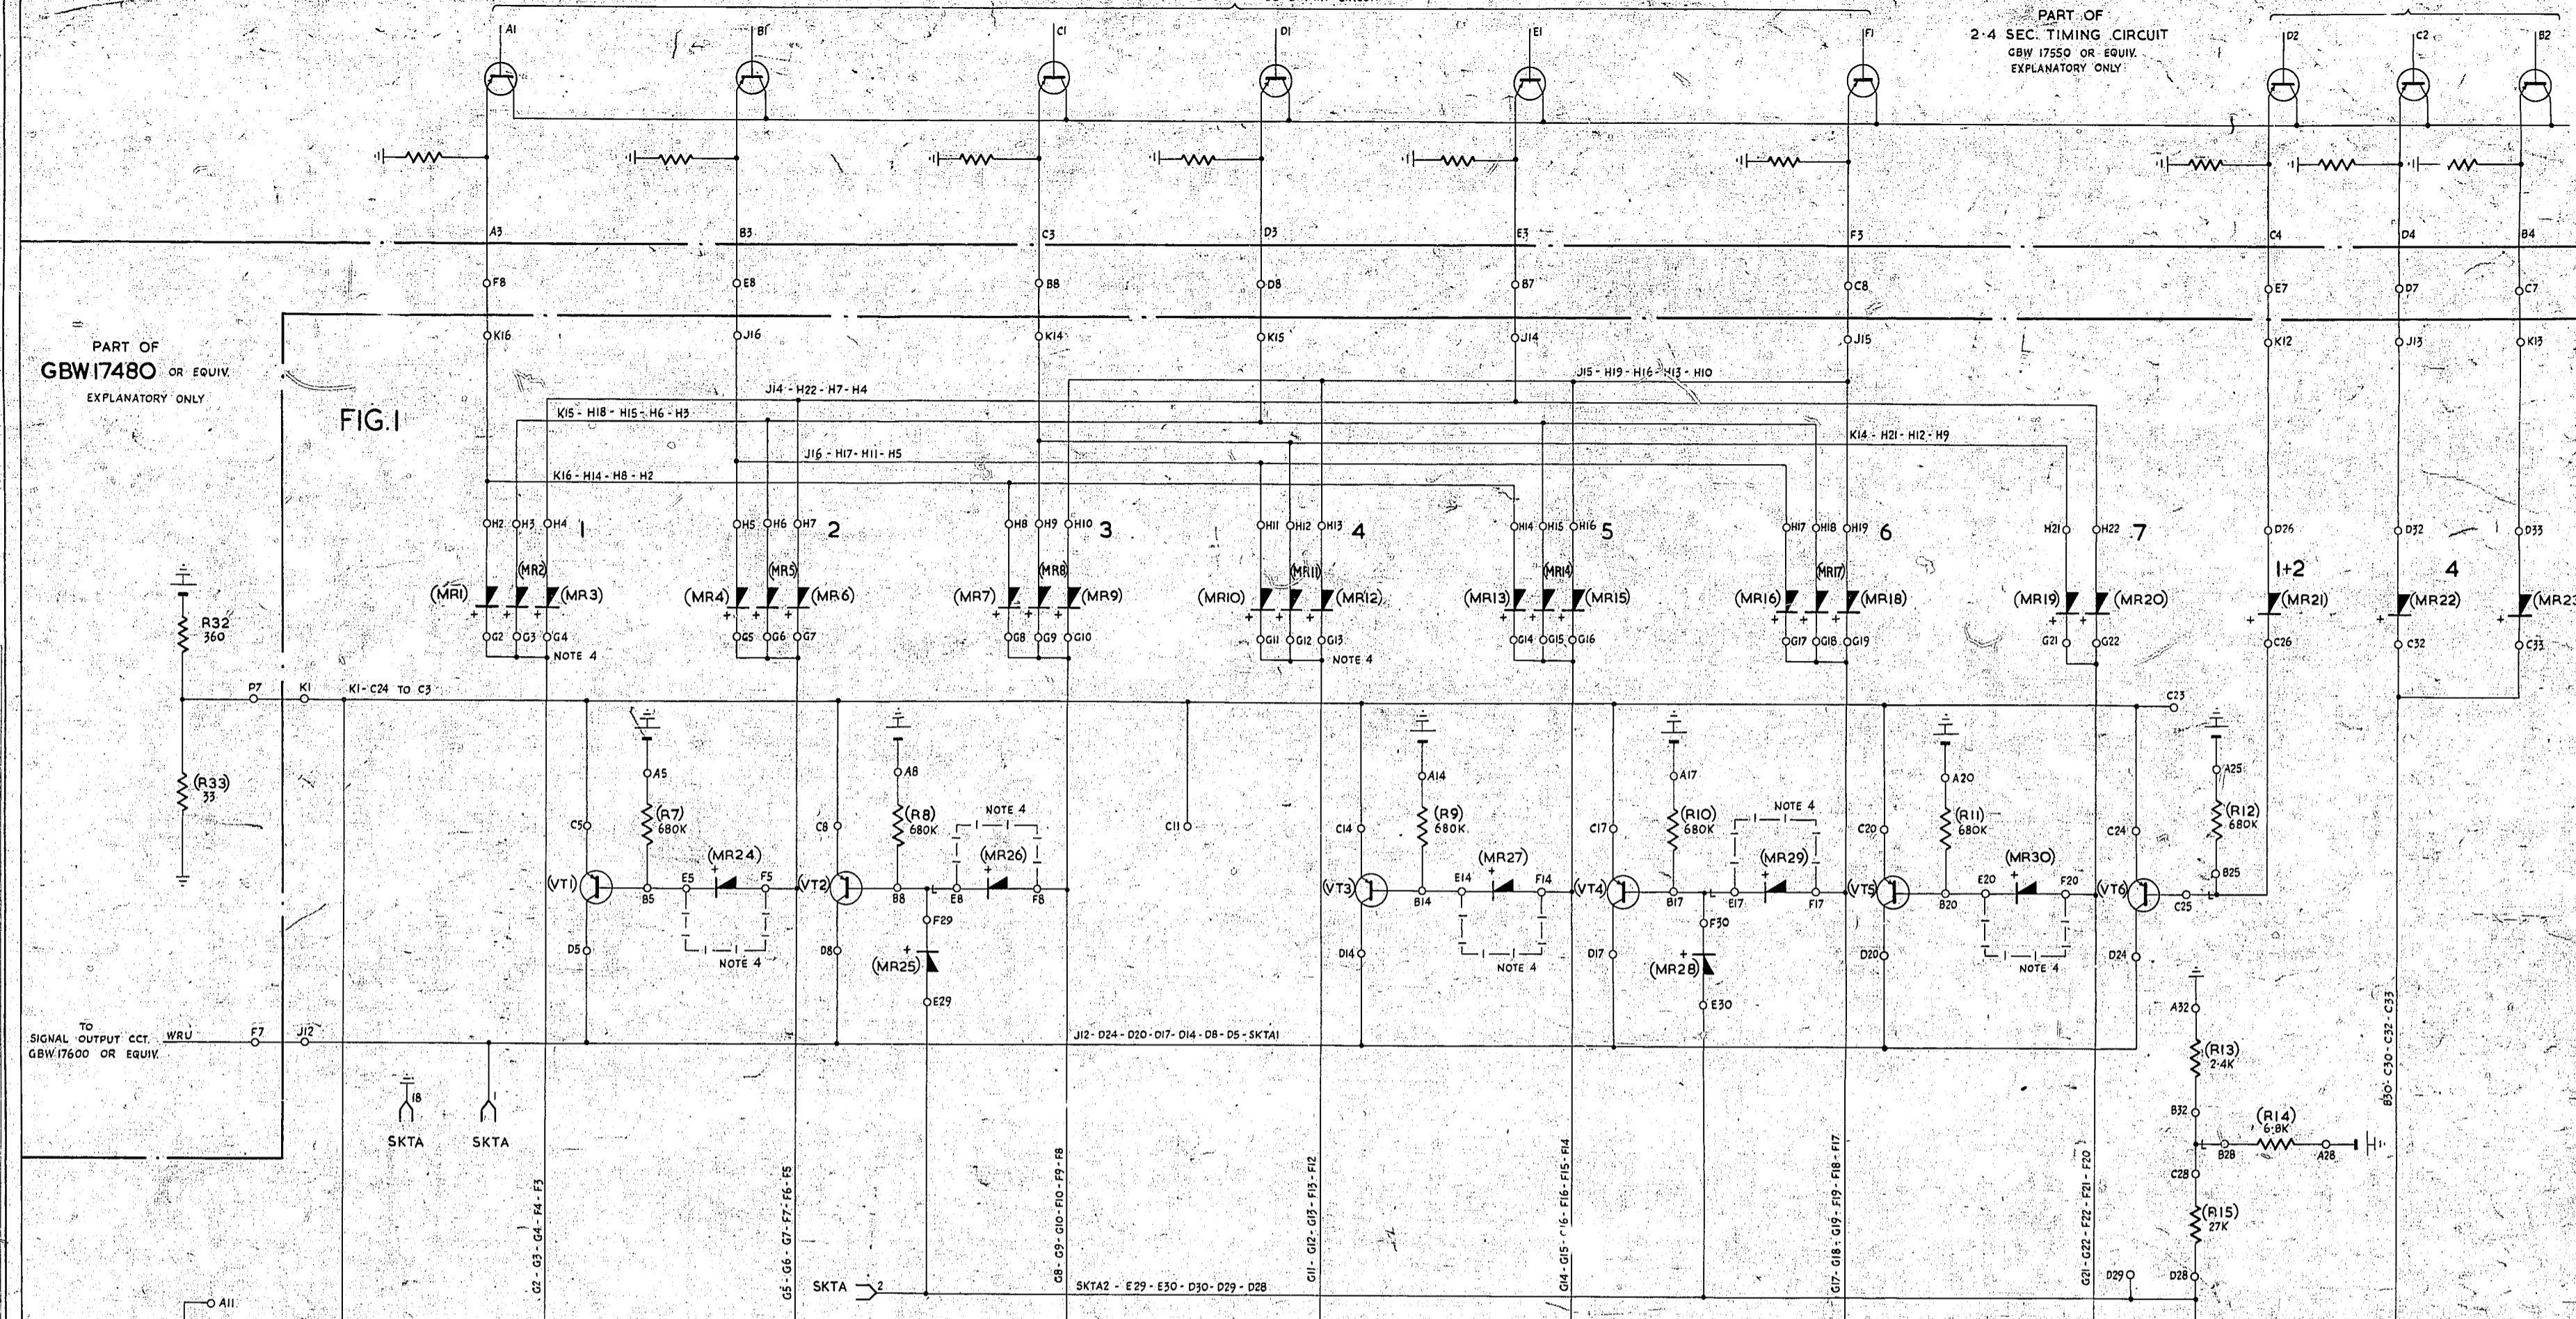 A1 B1 C1 D1 E1 F1
PART OF
2·4 SEC. TIMING CIRCUIT
GBW 17550 OR EQUIV.
EXPLANATORY ONLY
D2 C2 B2
A3 B3 C3 D3 E3 F3 C4 D4 B4
F8 E8 B8 D8 B7 C8 E7 D7 C7
K16 J16 K14 K15 J14 J15 K12 J13 K13
PART OF
GBW17480 OR EQUIV.
EXPLANATORY ONLY
FIG.1
J15 - H19 - H16 - H13 - H10
J14 - H22 - H7 - H4
K15 - H18 - H15 - H6 - H3
K14 - H21 - H12 - H9
J16 - H17 - H11 - H5
K16 - H14 - H8 - H2
H2 H3 H4 1 H5 H6 H7 2 H8 H9 H10 3 H11 H12 H13 4 H14 H15 H16 5 H17 H18 H19 6 H21 H22 7 D26 D32 D33
1+2 4
(MR1) (MR2) (MR3) (MR4) (MR5) (MR6) (MR7) (MR8) (MR9) (MR10) (MR11) (MR12) (MR13) (MR14) (MR15) (MR16) (MR17) (MR18) (MR19) (MR20) (MR21) (MR22) (MR23
+ + + + + + + + + + + + + + + + +
G2 G3 G4 G5 G6 G7 G8 G9 G10 G11 G12 G13 G14 G15 G16 G17 G18 G19 G21 G22 C26 C32 C33
NOTE 4 NOTE 4
R32
360
P7 K1 K1 - C24 TO C3 C23
(R33)
33
A5 A8 A14 A17 A20 A25
(R7)
680K
(R8)
680K
(R9)
680K
(R10)
680K
(R11)
680K
(R12)
680K
NOTE 4 NOTE 4
C5 C8 C11 C14 C17 C20 C24
(MR24) (MR26) (MR27) (MR29) (MR30)
(VT1) B5 E5 + F5 (VT2) B8 E8 + F8 (VT3) B14 E14 + F14 (VT4) B17 E17 + F17 (VT5) B20 E20 + F20 (VT6) C25 B25
F29 F30
D5 NOTE 4 D8 + (MR25) D14 NOTE 4 D17 + (MR28) D20 NOTE 4 D24
E29 E30
TO
SIGNAL OUTPUT CCT.
GBW 17600 OR EQUIV.
WRU F7 J12
J12 - D24 - D20 - D17 - D14 - D8 - D5 - SKTA1
A32
(R13)
2·4K
B32
(R14)
6·8K
B28 A28
C28
(R15)
27K
D29 D28
18 1
SKTA SKTA
G2 - G3 - G4 - F4 - F3
G5 - G6 - G7 - F7 - F6 - F5
G8 - G9 - G10 - F10 - F9 - F8
G11 - G12 - G13 - F13 - F12
G14 - G15 - G16 - F16 - F15 - F14
G17 - G18 - G19 - F19 - F18 - F17
G21 - G22 - F22 - F21 - F20
B30 - C30 - C32 - C33
SKTA 2
SKTA2 - E29 - E30 - D30 - D29 - D28
A11